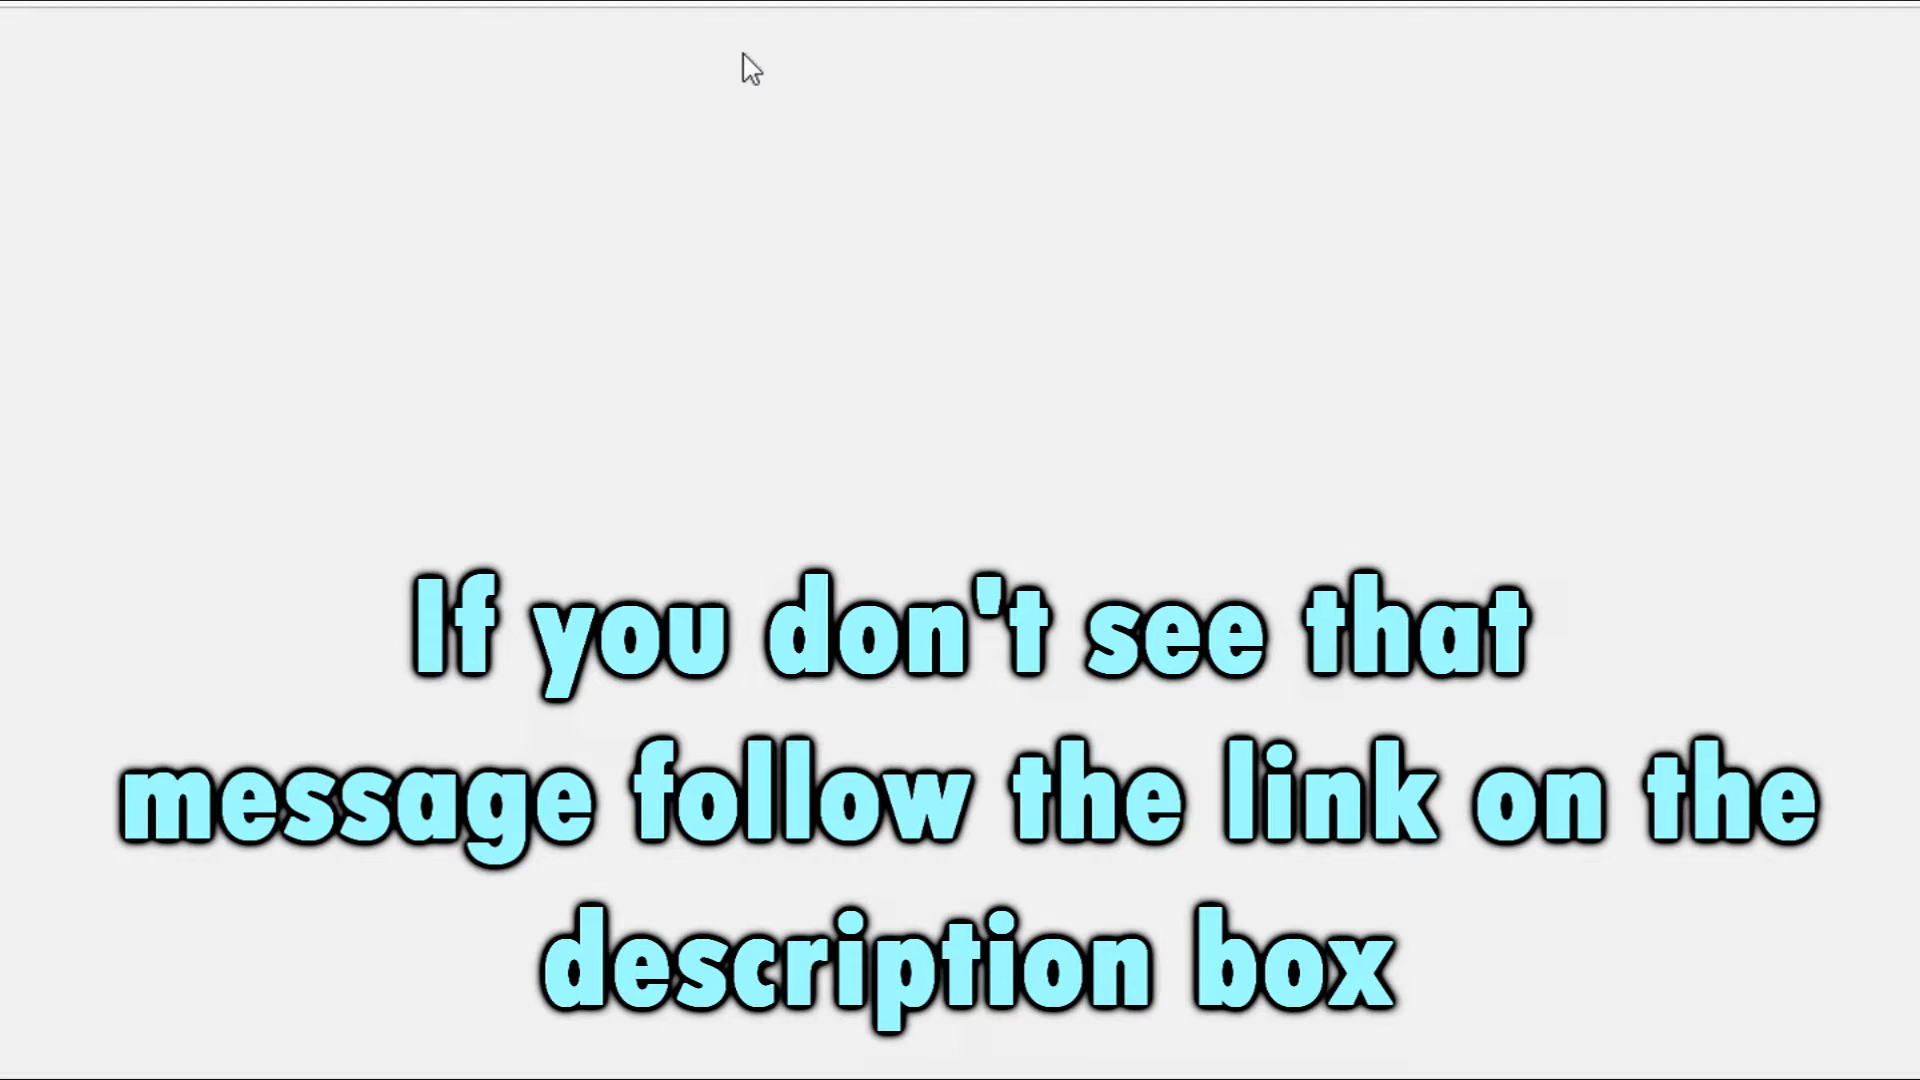 If you don't see that
message follow the link on the
description box